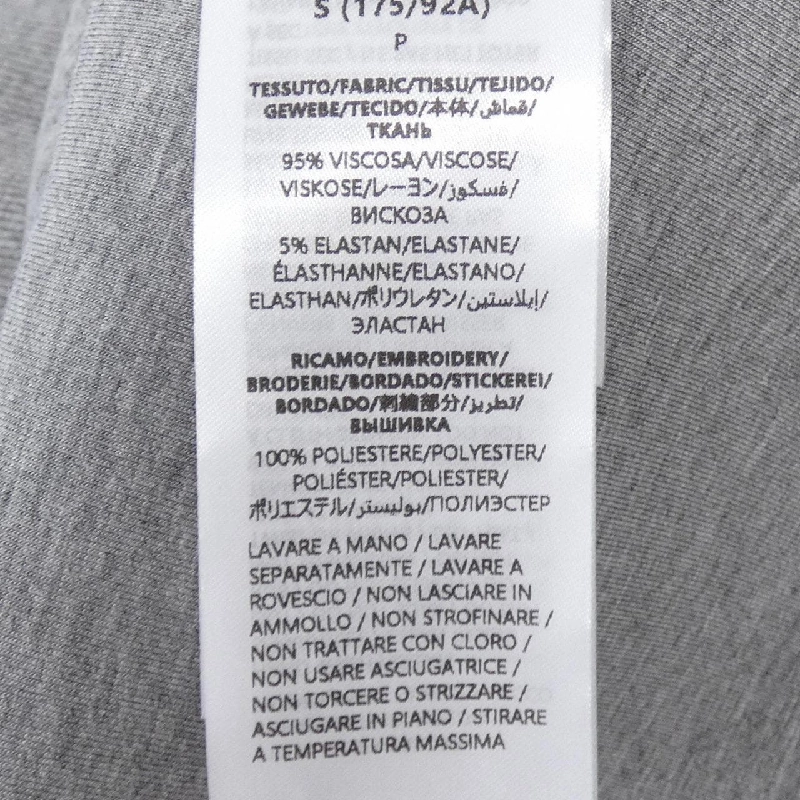 S (175/92A)
P
TESSUTO/FABRIC/TISSU/TEJIDO/
GEWEBE/TECIDO/本体/قماش/
ТКАНЬ
95% VISCOSA/VISCOSE/
VISKOSE/レーヨン/فسكوز/
ВИСКОЗА
5% ELASTAN/ELASTANE/
ÉLASTHANNE/ELASTANO/
ELASTHAN/ポリウレタン/إيلاستين/
ЭЛАСТАН
RICAMO/EMBROIDERY/
BRODERIE/BORDADO/STICKEREI/
BORDADO/刺繍部分/تطريز/
ВЫШИВКА
100% POLIESTERE/POLYESTER/
POLIÉSTER/POLIESTER/
ポリエステル/بوليستر/ПОЛИЭСТЕР
LAVARE A MANO / LAVARE
SEPARATAMENTE / LAVARE A
ROVESCIO / NON LASCIARE IN
AMMOLLO / NON STROFINARE /
NON TRATTARE CON CLORO /
NON USARE ASCIUGATRICE /
NON TORCERE O STRIZZARE /
ASCIUGARE IN PIANO / STIRARE
A TEMPERATURA MASSIMA